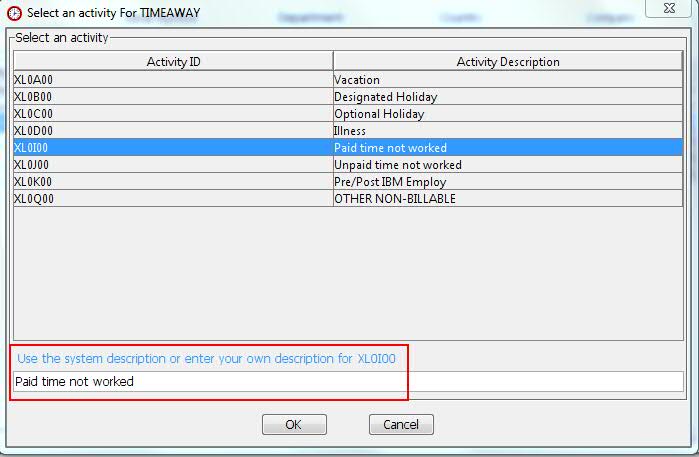 Select an activity For TIMEAWAY
Department Country Company
Select an activity
Activity ID Activity Description
XL0A00 Vacation
XL0B00 Designated Holiday
XL0C00 Optional Holiday
XL0D00 Illness
XL0I00 Paid time not worked
XL0J00 Unpaid time not worked
XL0K00 Pre/Post IBM Employ
XL0Q00 OTHER NON-BILLABLE
Use the system description or enter your own description for XL0I00
Paid time not worked
OK Cancel